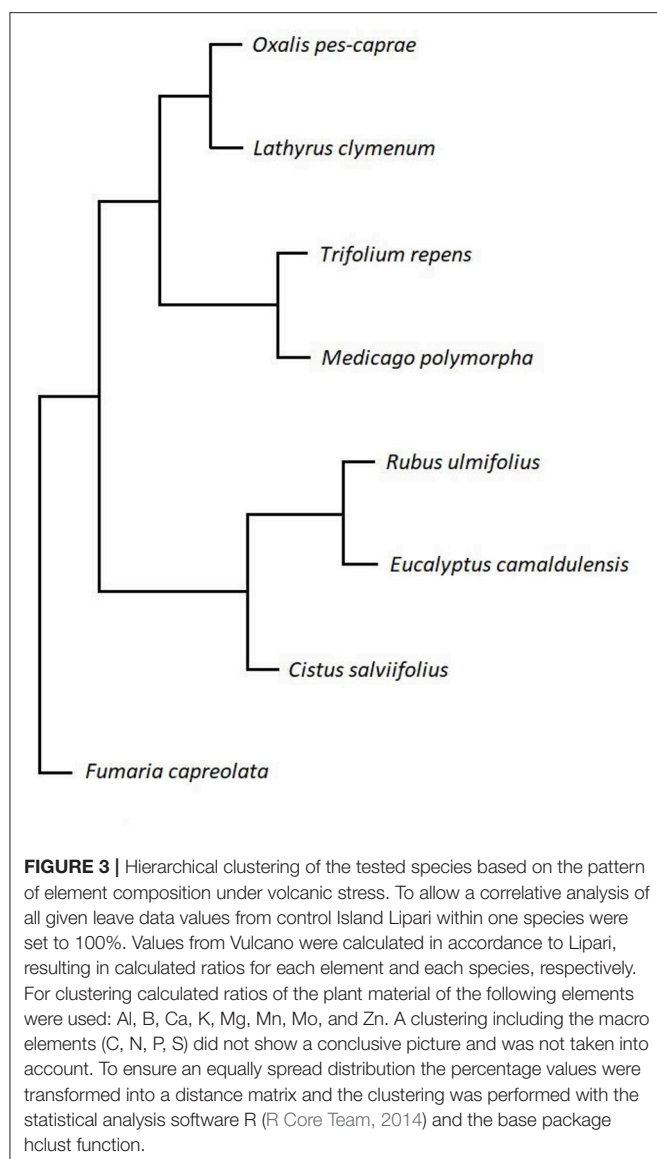 Oxalis pes-caprae
Lathyrus clymenum
Trifolium repens
Medicago polymorpha
Rubus ulmifolius
Eucalyptus camaldulensis
Cistus salviifolius
Fumaria capreolata
FIGURE 3 | Hierarchical clustering of the tested species based on the pattern
of element composition under volcanic stress. To allow a correlative analysis of
all given leave data values from control Island Lipari within one species were
set to 100%. Values from Vulcano were calculated in accordance to Lipari,
resulting in calculated ratios for each element and each species, respectively.
For clustering calculated ratios of the plant material of the following elements
were used: Al, B, Ca, K, Mg, Mn, Mo, and Zn. A clustering including the macro
elements (C, N, P, S) did not show a conclusive picture and was not taken into
account. To ensure an equally spread distribution the percentage values were
transformed into a distance matrix and the clustering was performed with the
statistical analysis software R (R Core Team, 2014) and the base package
hclust function.